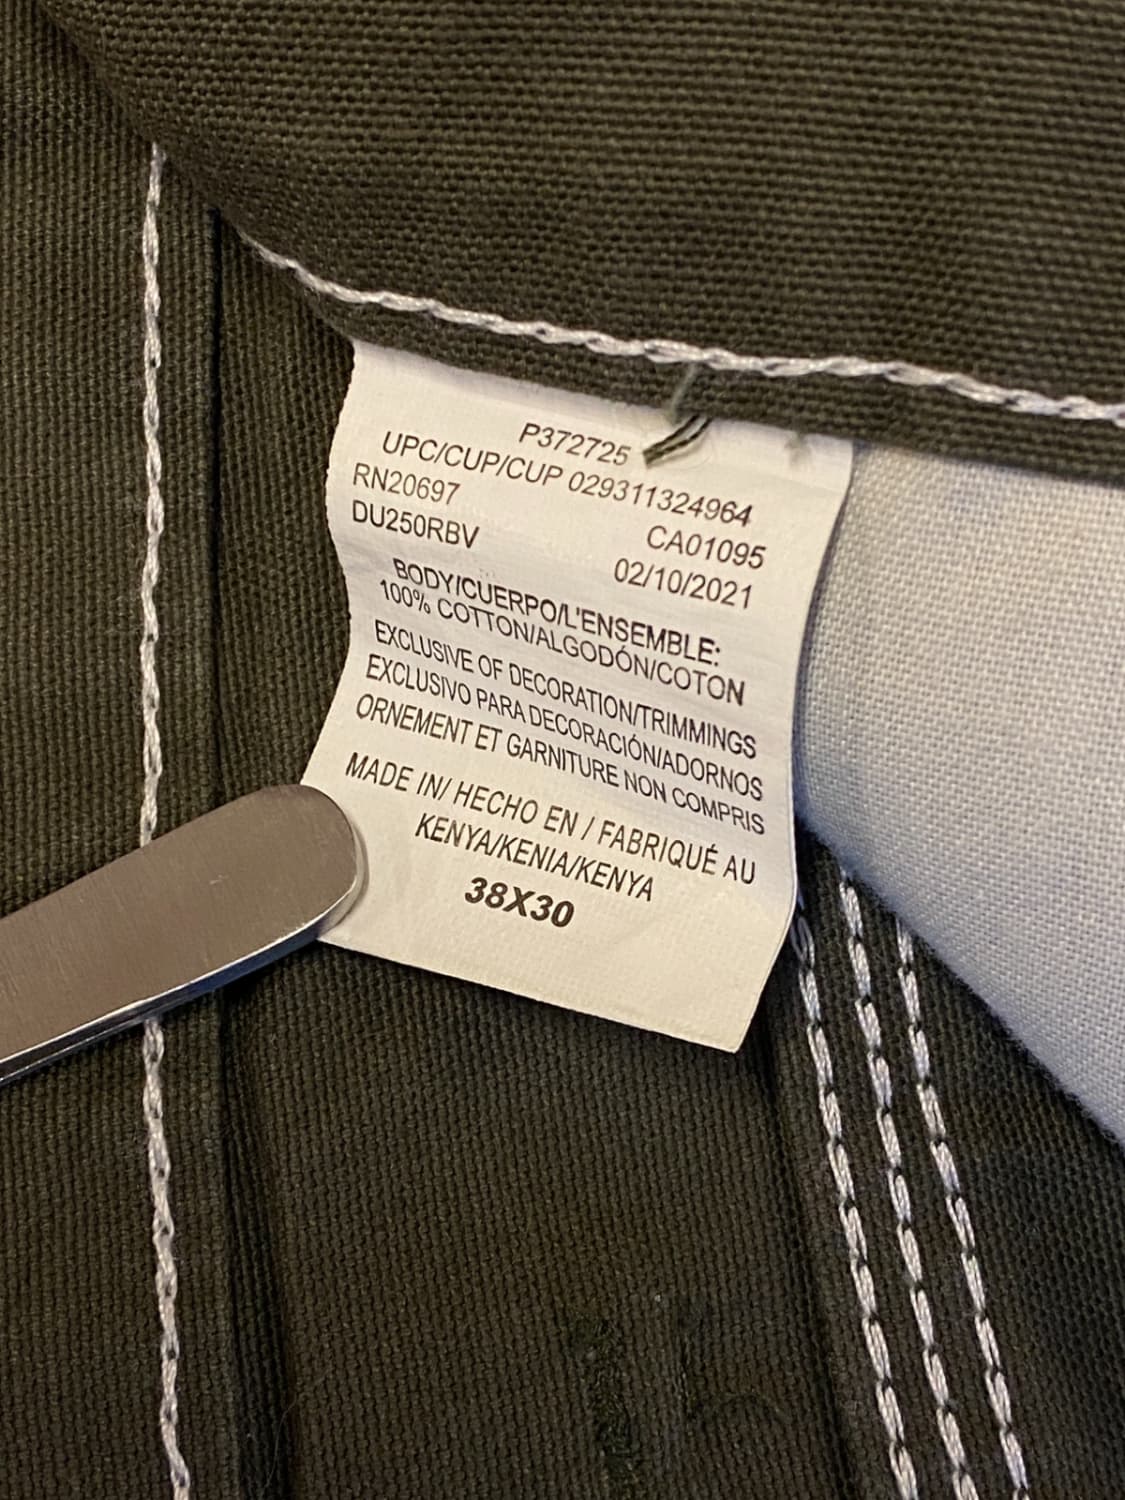 P372725
UPC/CUP/CUP 029311324964
RN20697 CA01095
DU250RBV 02/10/2021
BODY/CUERPO/L'ENSEMBLE:
100% COTTON/ALGODÓN/COTON
EXCLUSIVE OF DECORATION/TRIMMINGS
EXCLUSIVO PARA DECORACIÓN/ADORNOS
ORNEMENT ET GARNITURE NON COMPRIS
MADE IN/ HECHO EN / FABRIQUÉ AU
KENYA/KENIA/KENYA
38X30